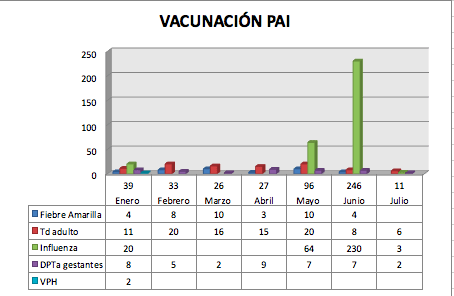 VACUNACIÓN PAI
250
200
150
100
50
0
39 33 26 27 96 246 11
Enero Febrero Marzo Abril Mayo Junio Julio
Fiebre Amarilla 4 8 10 3 10 4
Td adulto 11 20 16 15 20 8 6
Influenza 20 64 230 3
DPTa gestantes 8 5 2 9 7 7 2
VPH 2